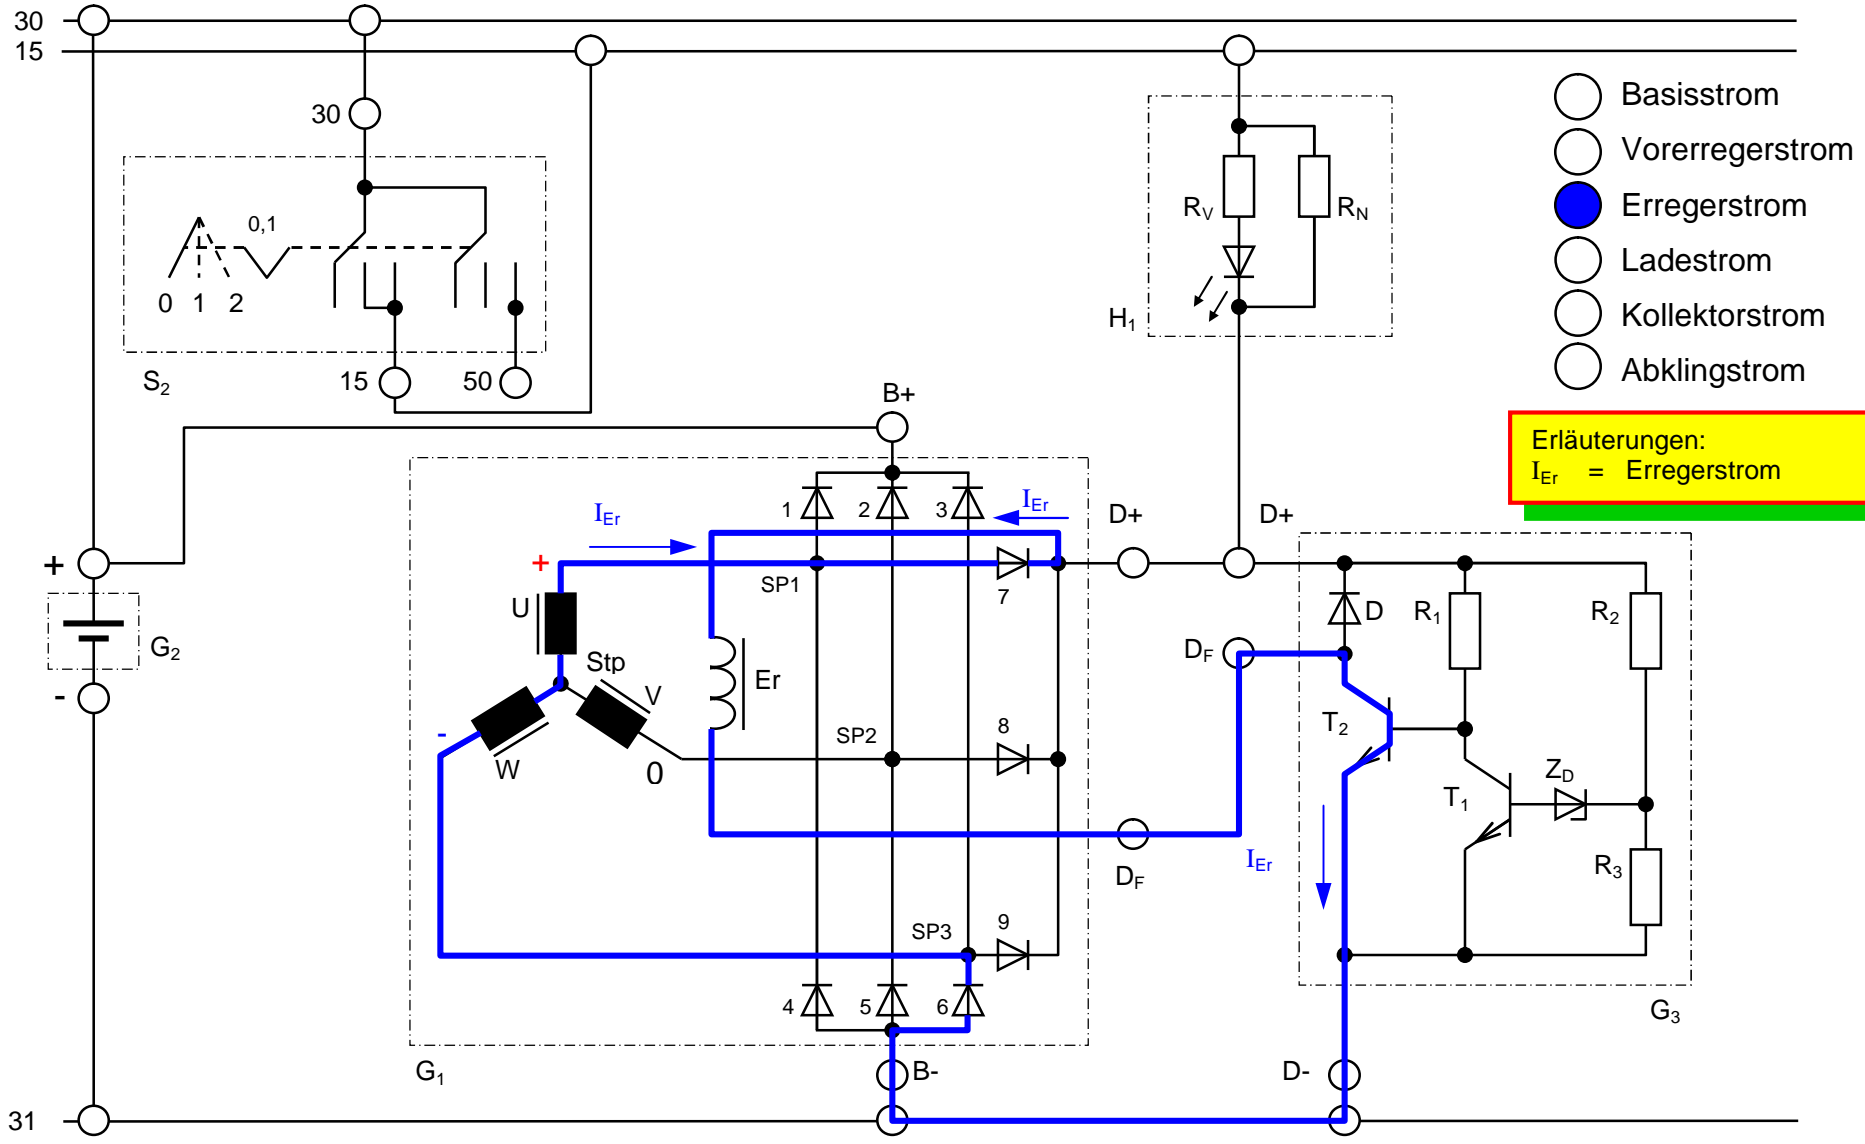 30
15
30
0,1
0 1 2
S2
15
50
RV
RN
H1
Basisstrom
Vorerregerstrom
Erregerstrom
Ladestrom
Kollektorstrom
Abklingstrom
Erläuterungen:
IEr = Erregerstrom
B+
1
2
3
IEr
IEr
D+
D+
+
SP1
7
U
Stp
V
W
-
0
Er
SP2
8
SP3
9
4
5
6
G1
B-
D-
+
-
G2
DF
DF
IEr
D
R1
R2
T2
T1
ZD
R3
G3
31